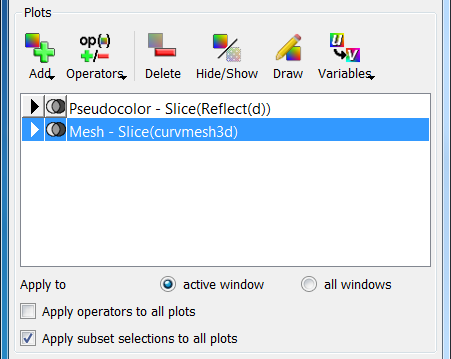 Plots
op(·)
Add Operators Delete Hide/Show Draw Variables
Pseudocolor - Slice(Reflect(d))
Mesh - Slice(curvmesh3d)
Apply to active window all windows
Apply operators to all plots
Apply subset selections to all plots